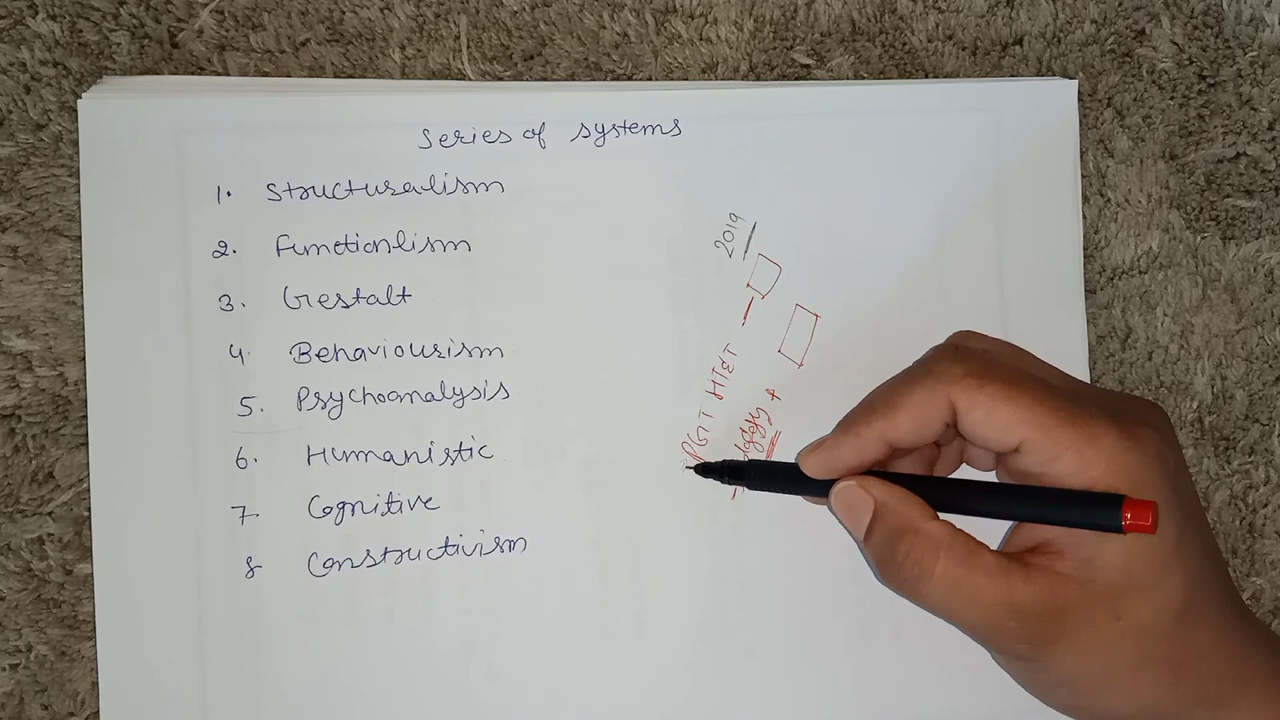 Series of systems
1. Structuralism
2. Functionlism
3. Gestalt
4. Behaviourism
5. Psychoanalysis
6. Humanistic
7 Cognitive
8 Constructivism
2019
PGT HTET -